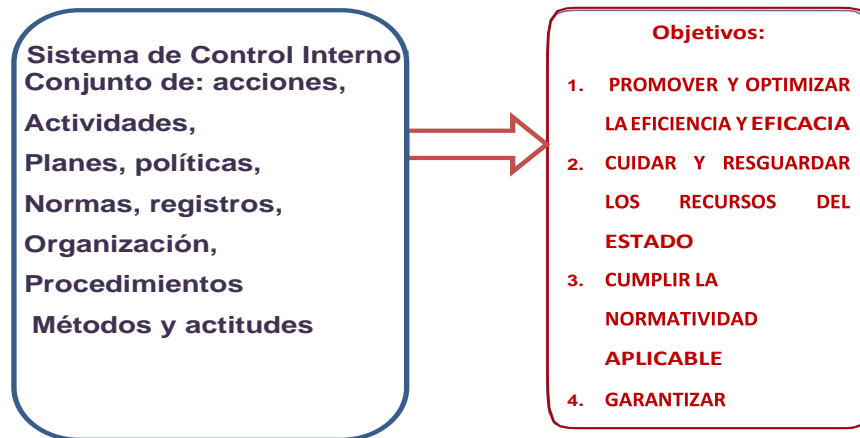 Sistema de Control Interno
Conjunto de: acciones,
Actividades,
Planes, políticas,
Normas, registros,
Organización,
Procedimientos
Métodos y actitudes
Objetivos:
1. PROMOVER Y OPTIMIZAR
LA EFICIENCIA Y EFICACIA
2. CUIDAR Y RESGUARDAR
LOS RECURSOS DEL
ESTADO
3. CUMPLIR LA
NORMATIVIDAD
APLICABLE
4. GARANTIZAR